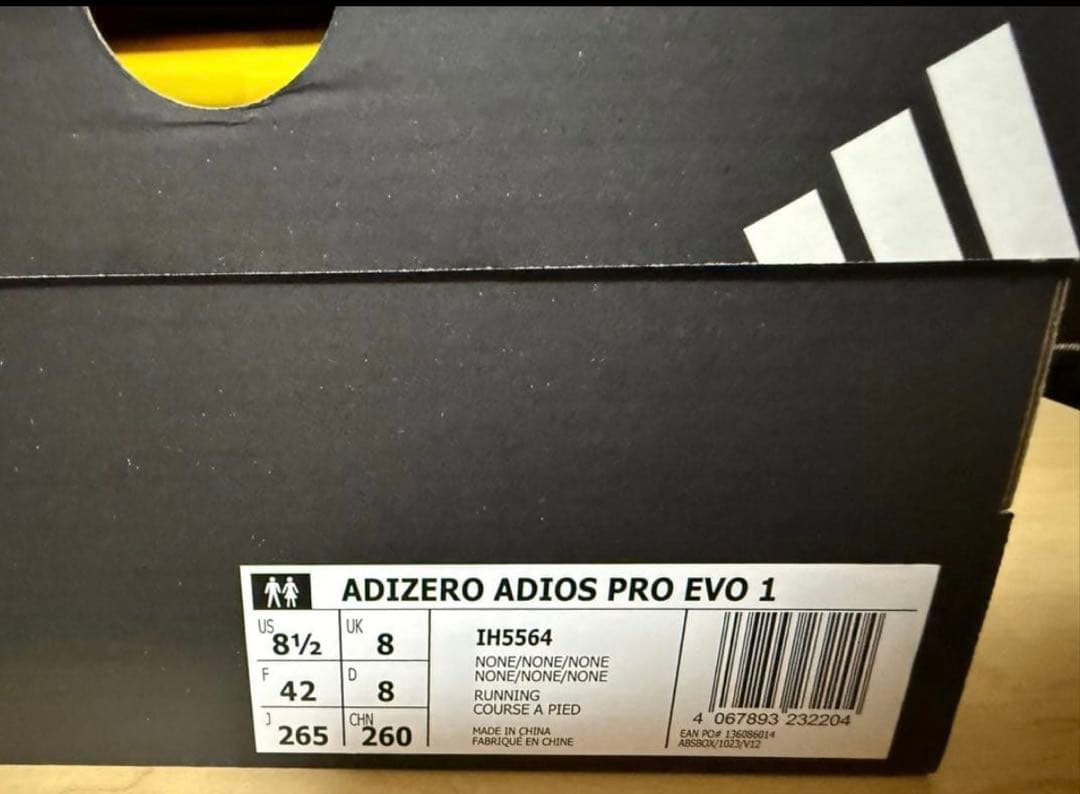 ADIZERO ADIOS PRO EVO 1
US 8½ UK 8
F 42 D 8
J 265 CHN 260
IH5564
NONE/NONE/NONE
NONE/NONE/NONE
RUNNING
COURSE A PIED
MADE IN CHINA
FABRIQUÉ EN CHINE
4 067893 232204
EAN PO# 136086014
ABSBOX/1023/V12